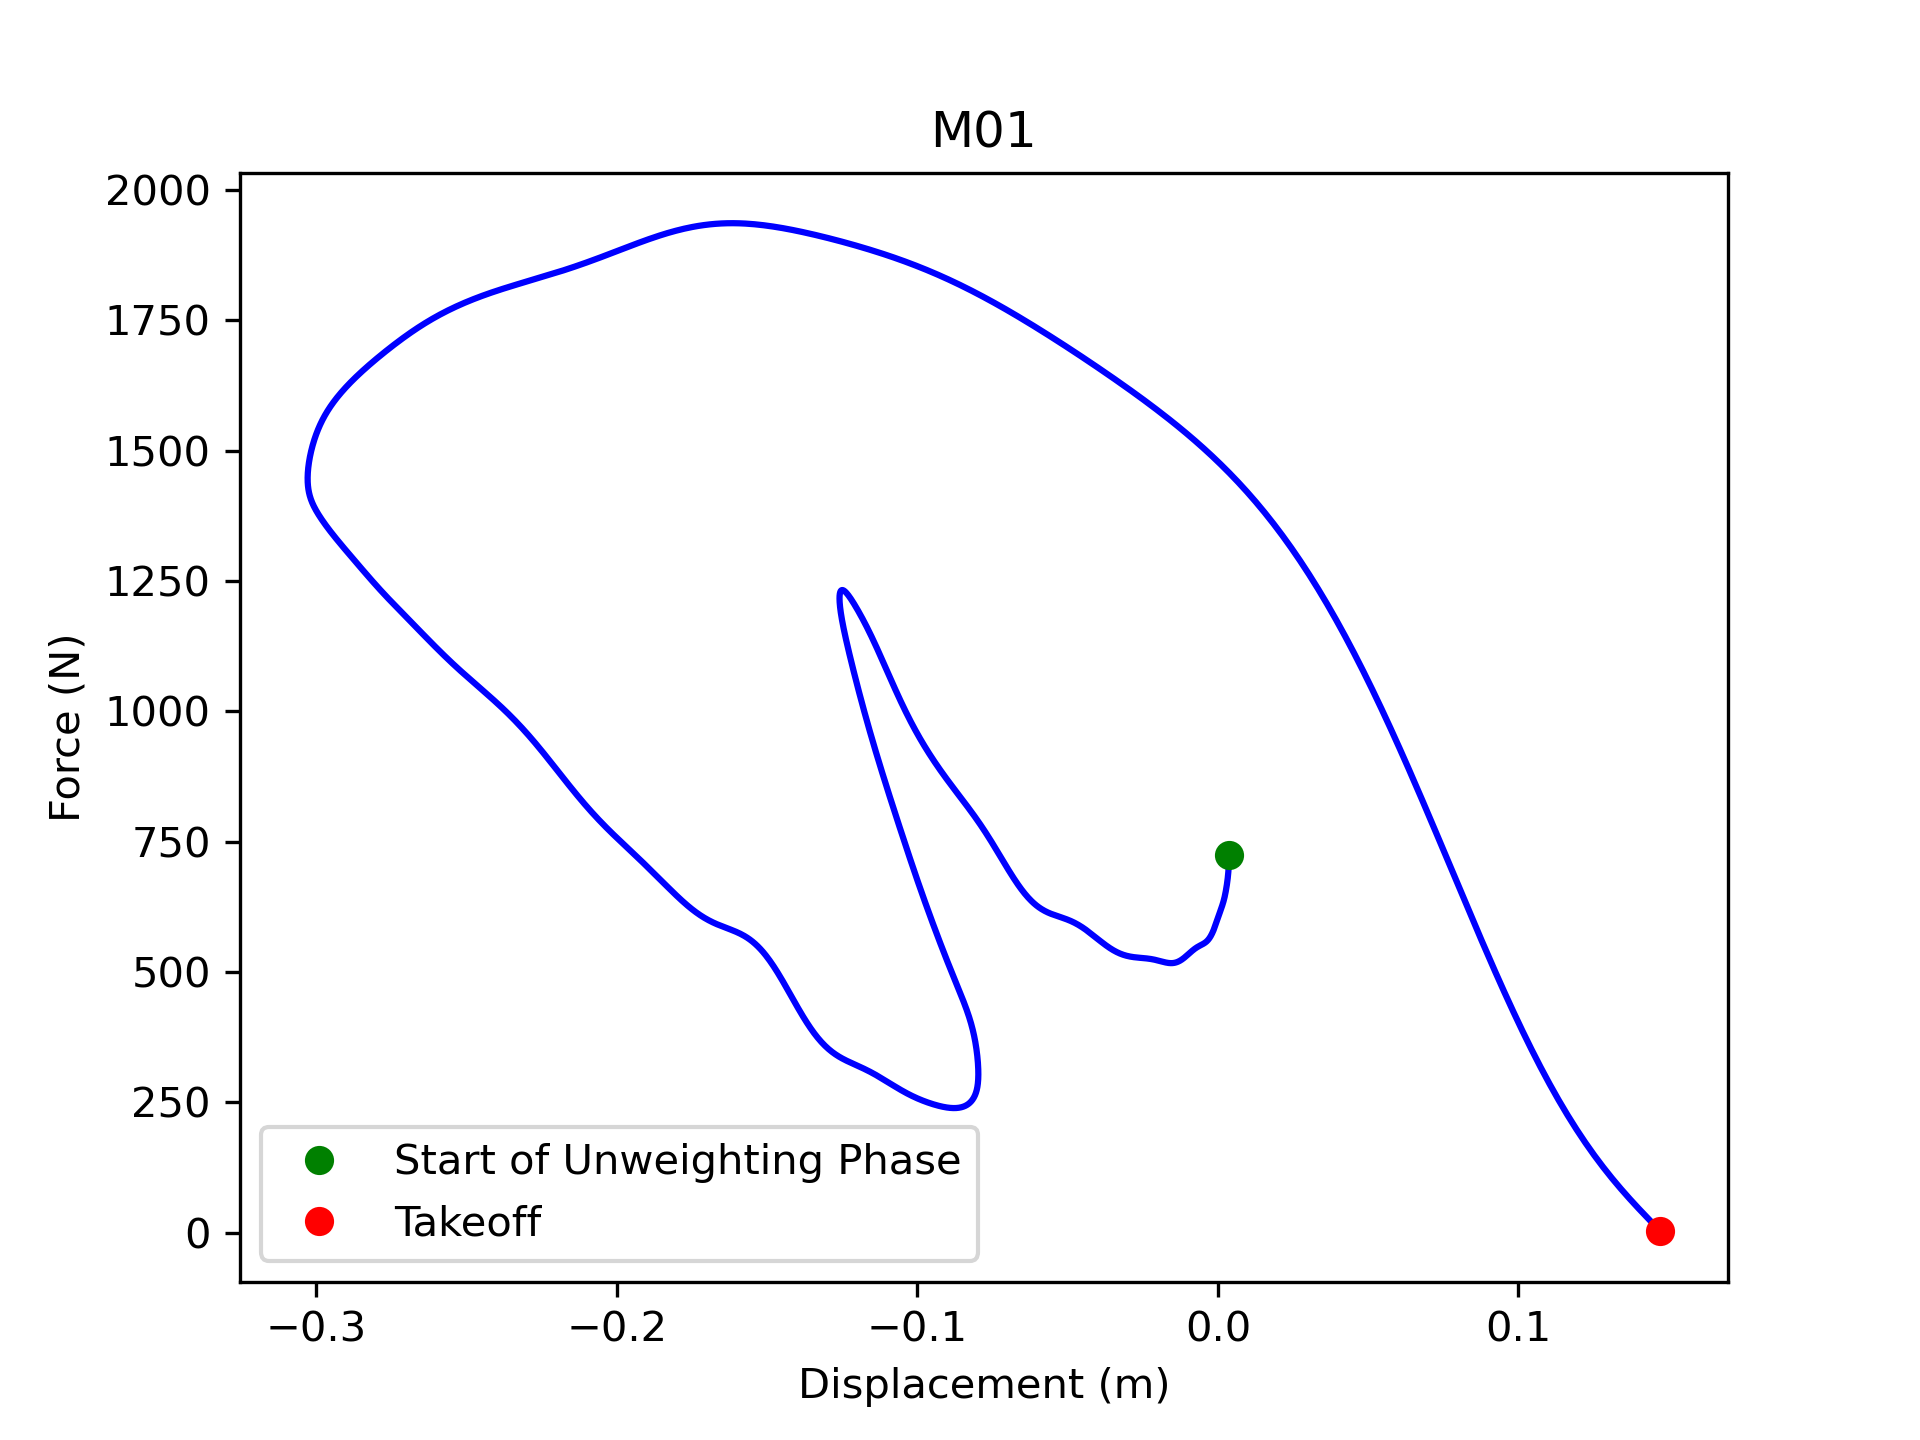 M01
2000
1750
1500
1250
1000
750
500
250
0
Force (N)
Start of Unweighting Phase
Takeoff
−0.3 −0.2 −0.1 0.0 0.1
Displacement (m)